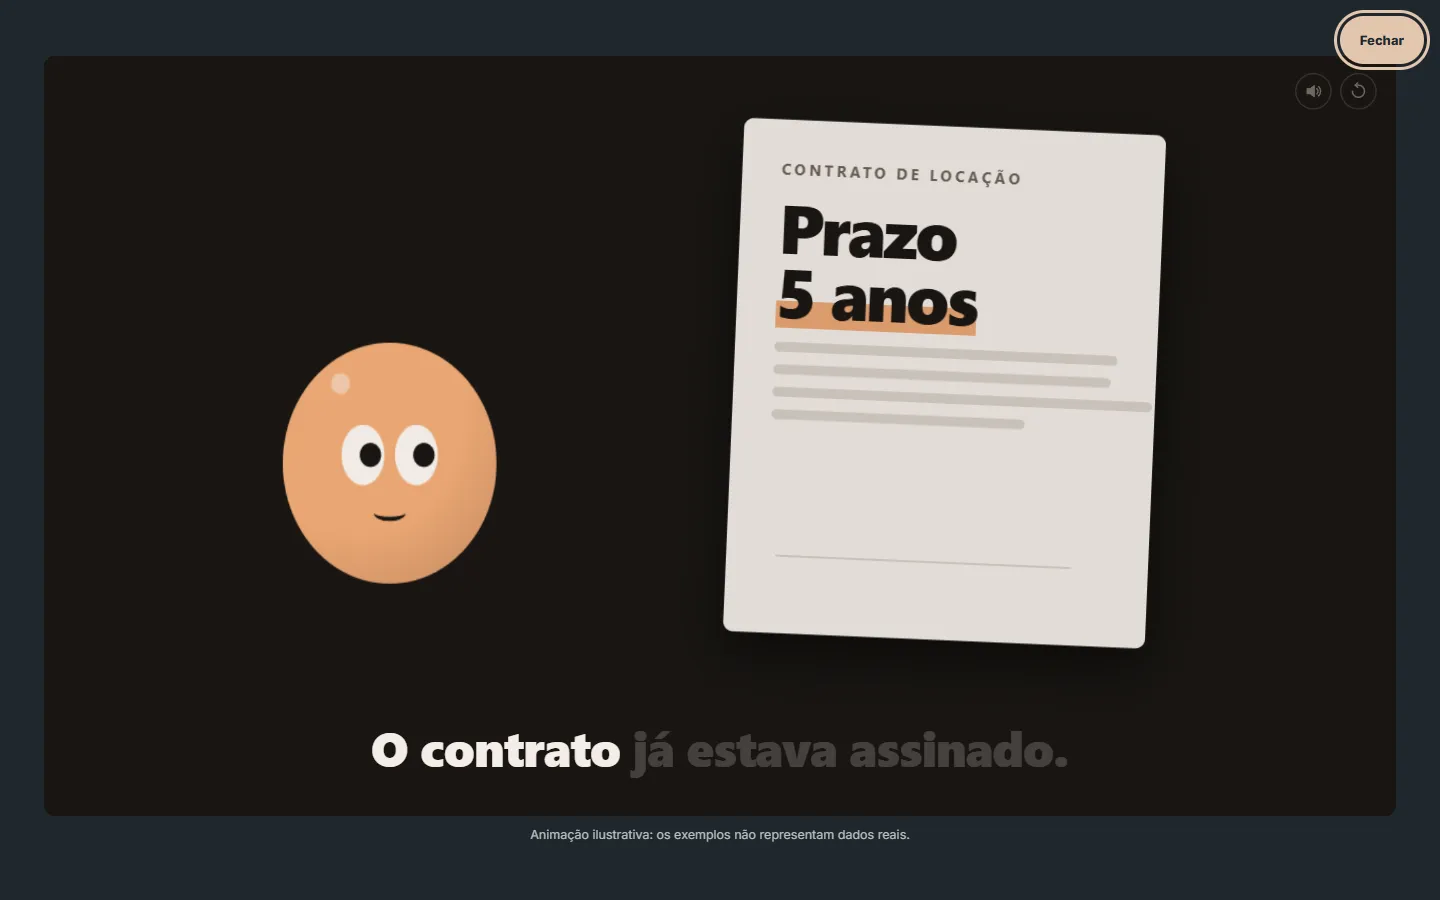 Fechar
CONTRATO DE LOCAÇÃO
Prazo
5 anos
O contrato já estava assinado.
Animação ilustrativa: os exemplos não representam dados reais.